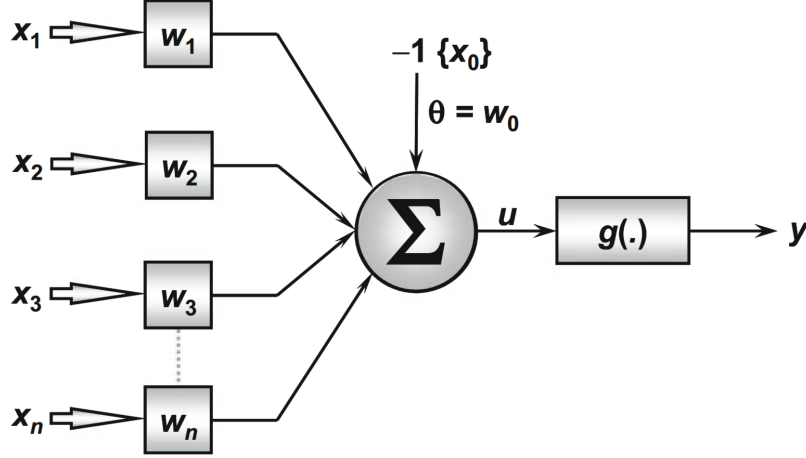 x₁
w₁
−1 {x₀}
θ = w₀
x₂
w₂
Σ
u
g(.)
y
x₃
w₃
xₙ
wₙ